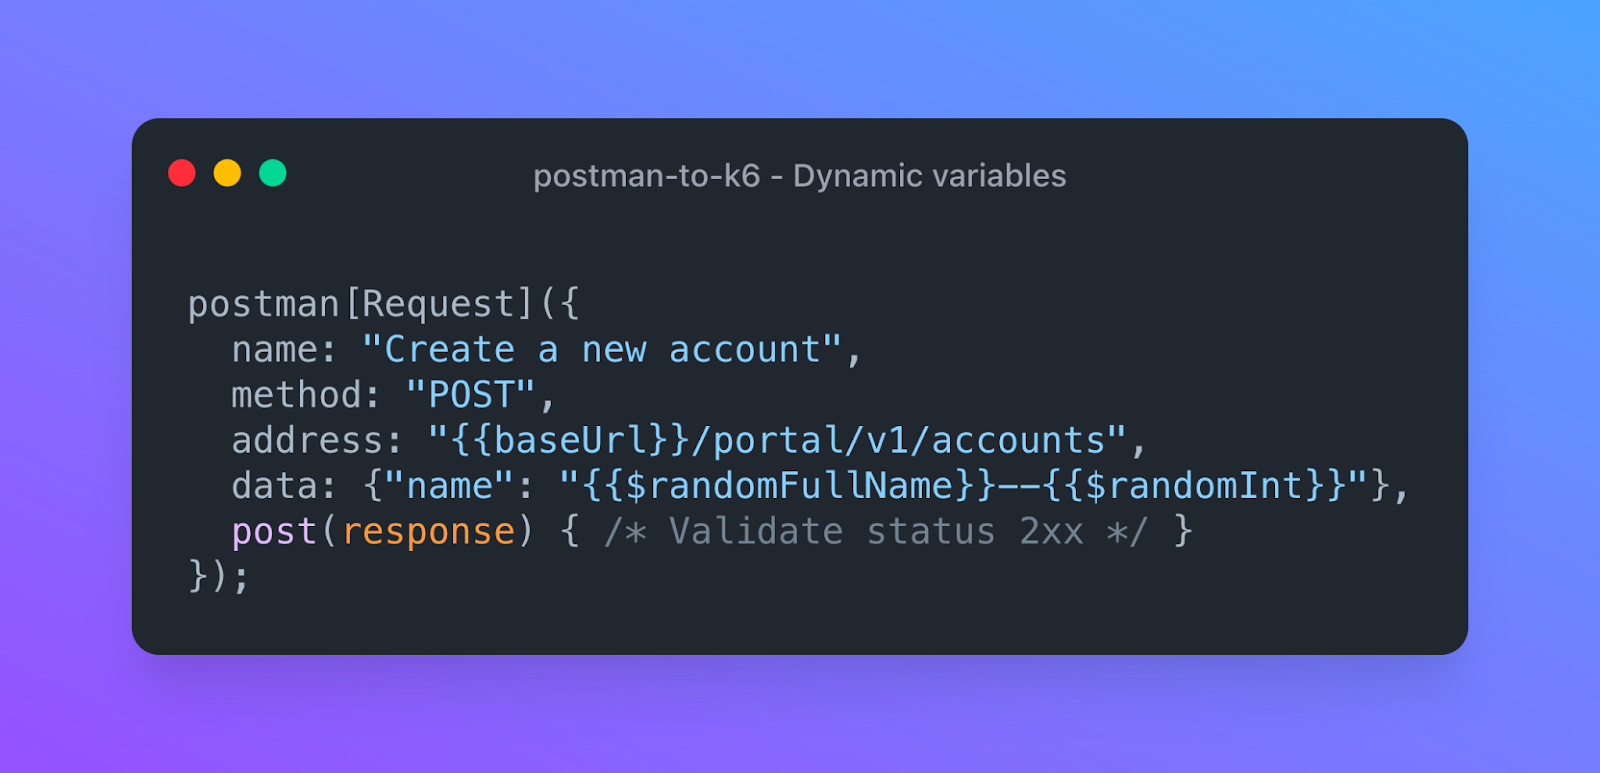 postman-to-k6 - Dynamic variables
postman[Request]({
  name: "Create a new account",
  method: "POST",
  address: "{{baseUrl}}/portal/v1/accounts",
  data: {"name": "{{$randomFullName}}--{{$randomInt}}"},
  post(response) { /* Validate status 2xx */ }
});